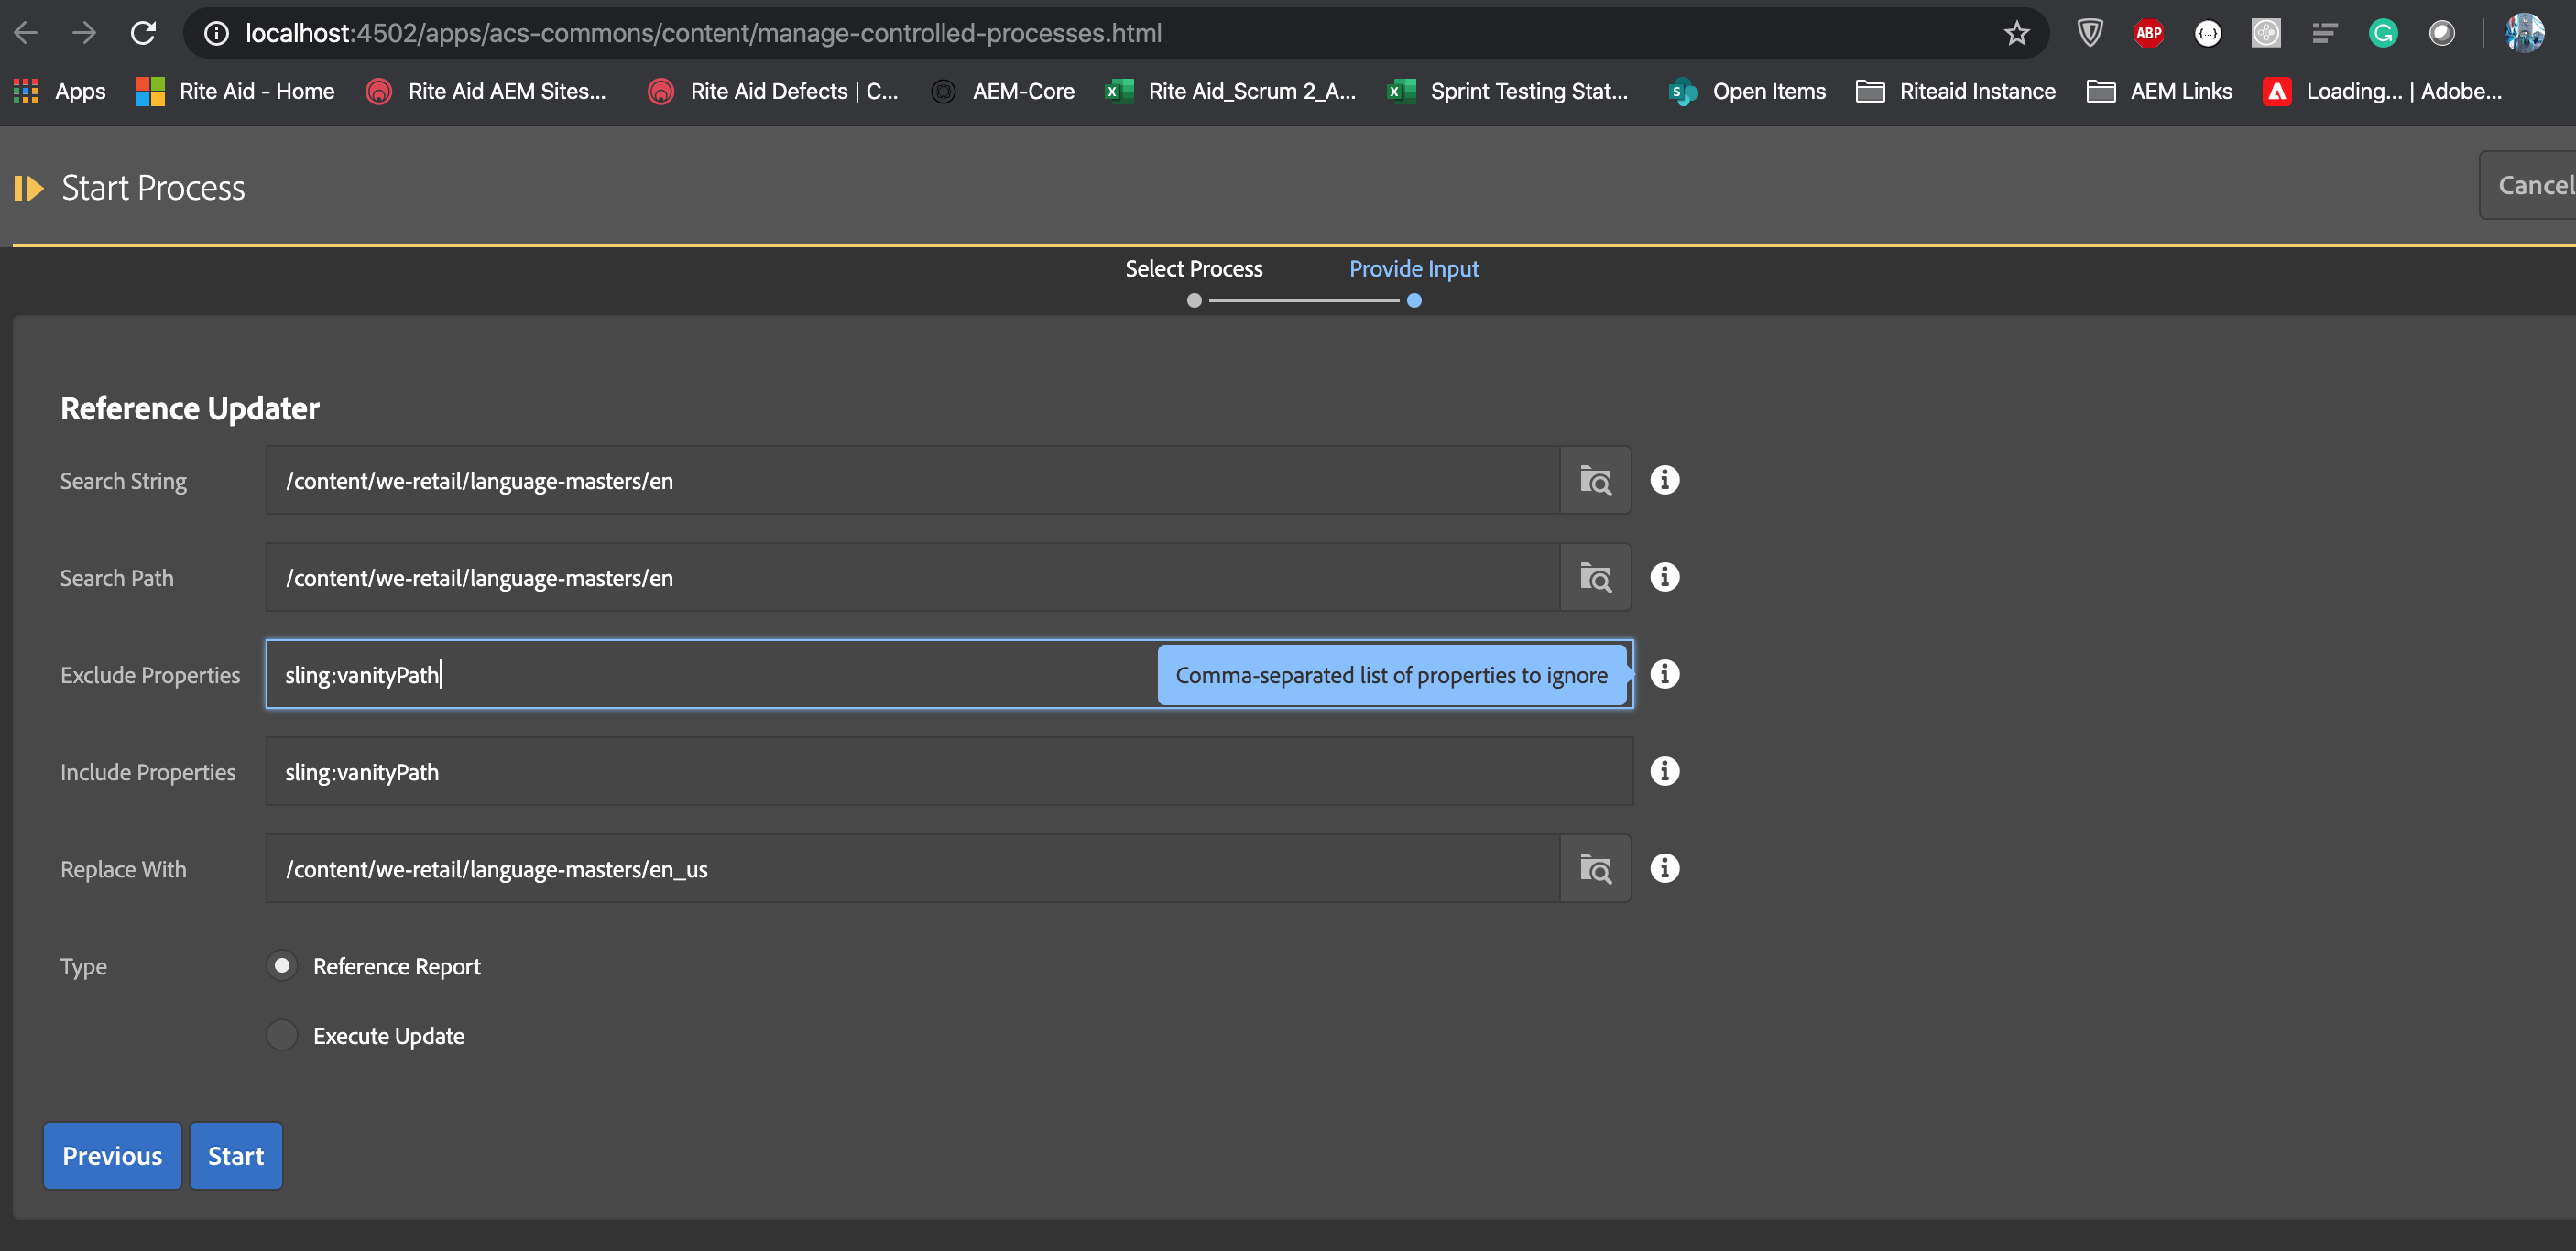 localhost:4502/apps/acs-commons/content/manage-controlled-processes.html
ABP
Apps
Rite Aid - Home
Rite Aid AEM Sites...
Rite Aid Defects | C...
AEM-Core
Rite Aid_Scrum 2_A...
Sprint Testing Stat...
Open Items
Riteaid Instance
AEM Links
Loading... | Adobe...
Start Process
Cancel
Select Process
Provide Input
Reference Updater
Search String
/content/we-retail/language-masters/en
Search Path
/content/we-retail/language-masters/en
Exclude Properties
sling:vanityPath
Comma-separated list of properties to ignore
Include Properties
sling:vanityPath
Replace With
/content/we-retail/language-masters/en_us
Type
Reference Report
Execute Update
Previous
Start